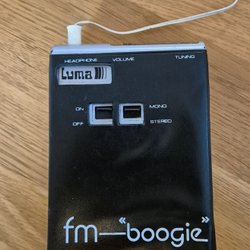 HEADPHONE VOLUME TUNING
Luma
ON MONO
OFF STEREO
fm—"boogie"